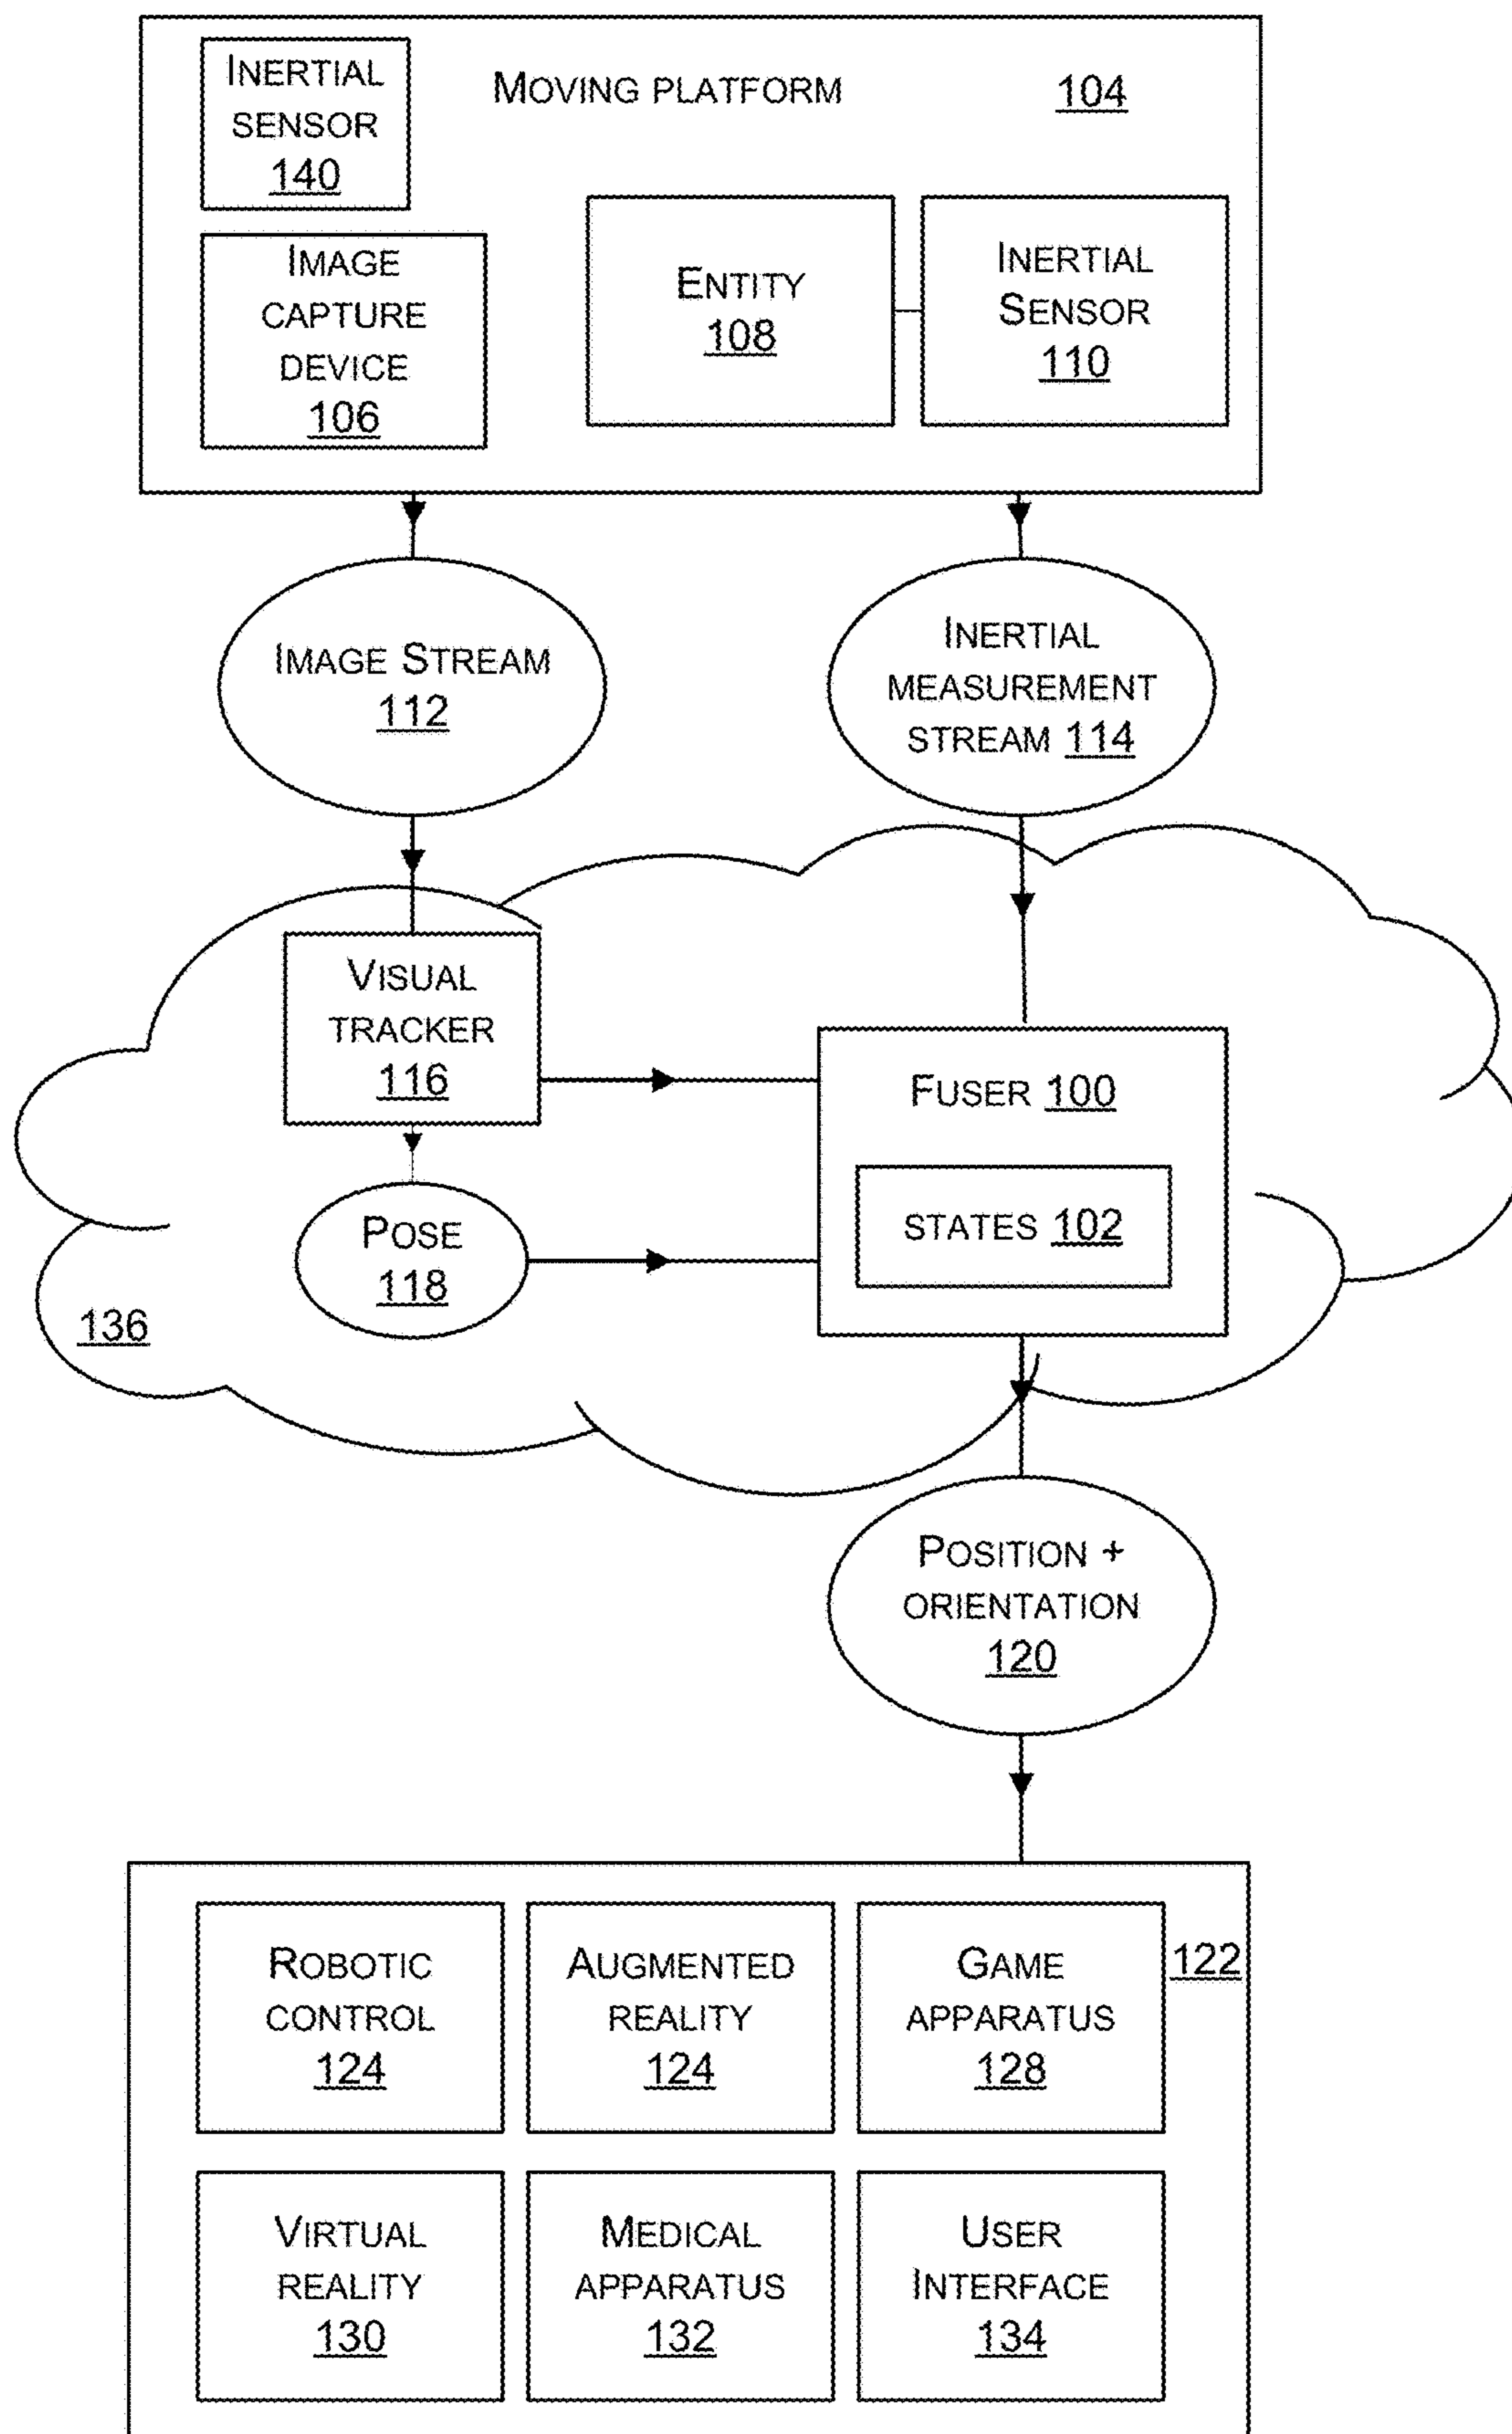 INERTIAL
SENSOR
140
MOVING PLATFORM
104
IMAGE
CAPTURE
DEVICE
106
ENTITY
108
INERTIAL
SENSOR
110
IMAGE STREAM
112
INERTIAL
MEASUREMENT
STREAM 114
VISUAL
TRACKER
116
FUSER 100
STATES 102
POSE
118
136
POSITION +
ORIENTATION
120
122
ROBOTIC
CONTROL
124
AUGMENTED
REALITY
124
GAME
APPARATUS
128
VIRTUAL
REALITY
130
MEDICAL
APPARATUS
132
USER
INTERFACE
134